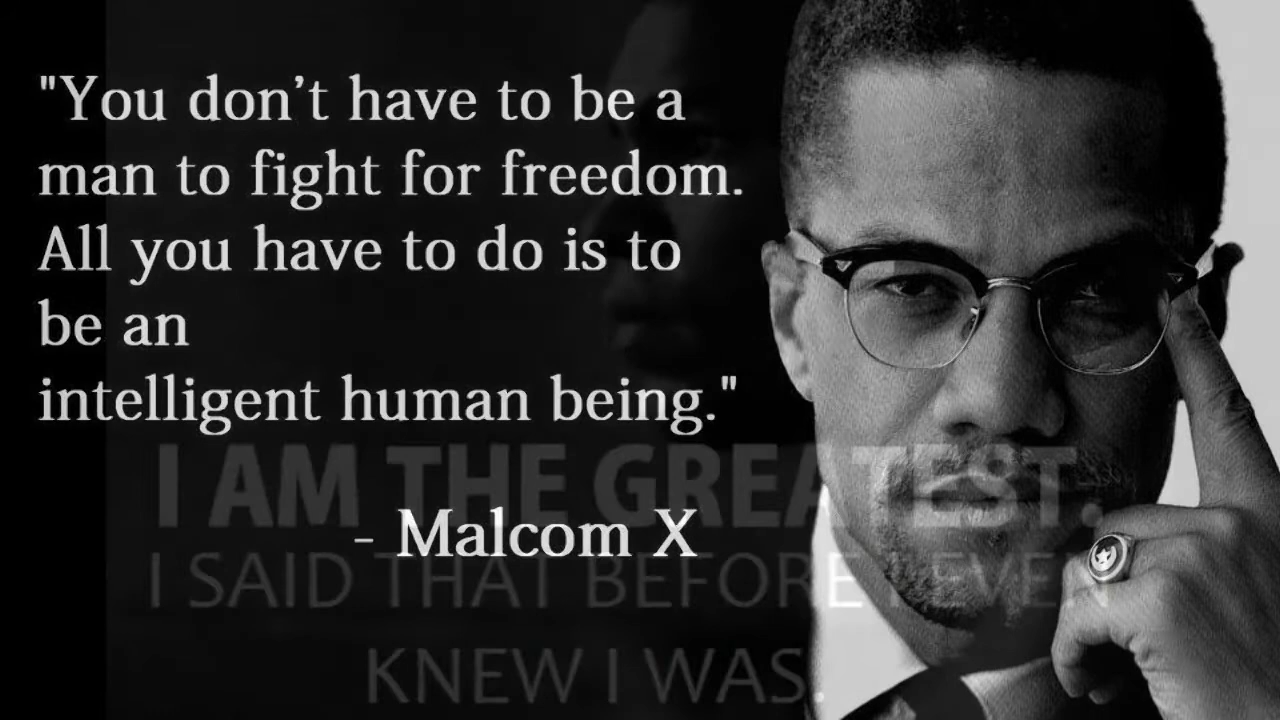 "You don't have to be a
man to fight for freedom.
All you have to do is to
be an
intelligent human being."
I AM THE GREATEST.
- Malcom X
I SAID THAT BEFORE I EVEN
KNEW I WAS.